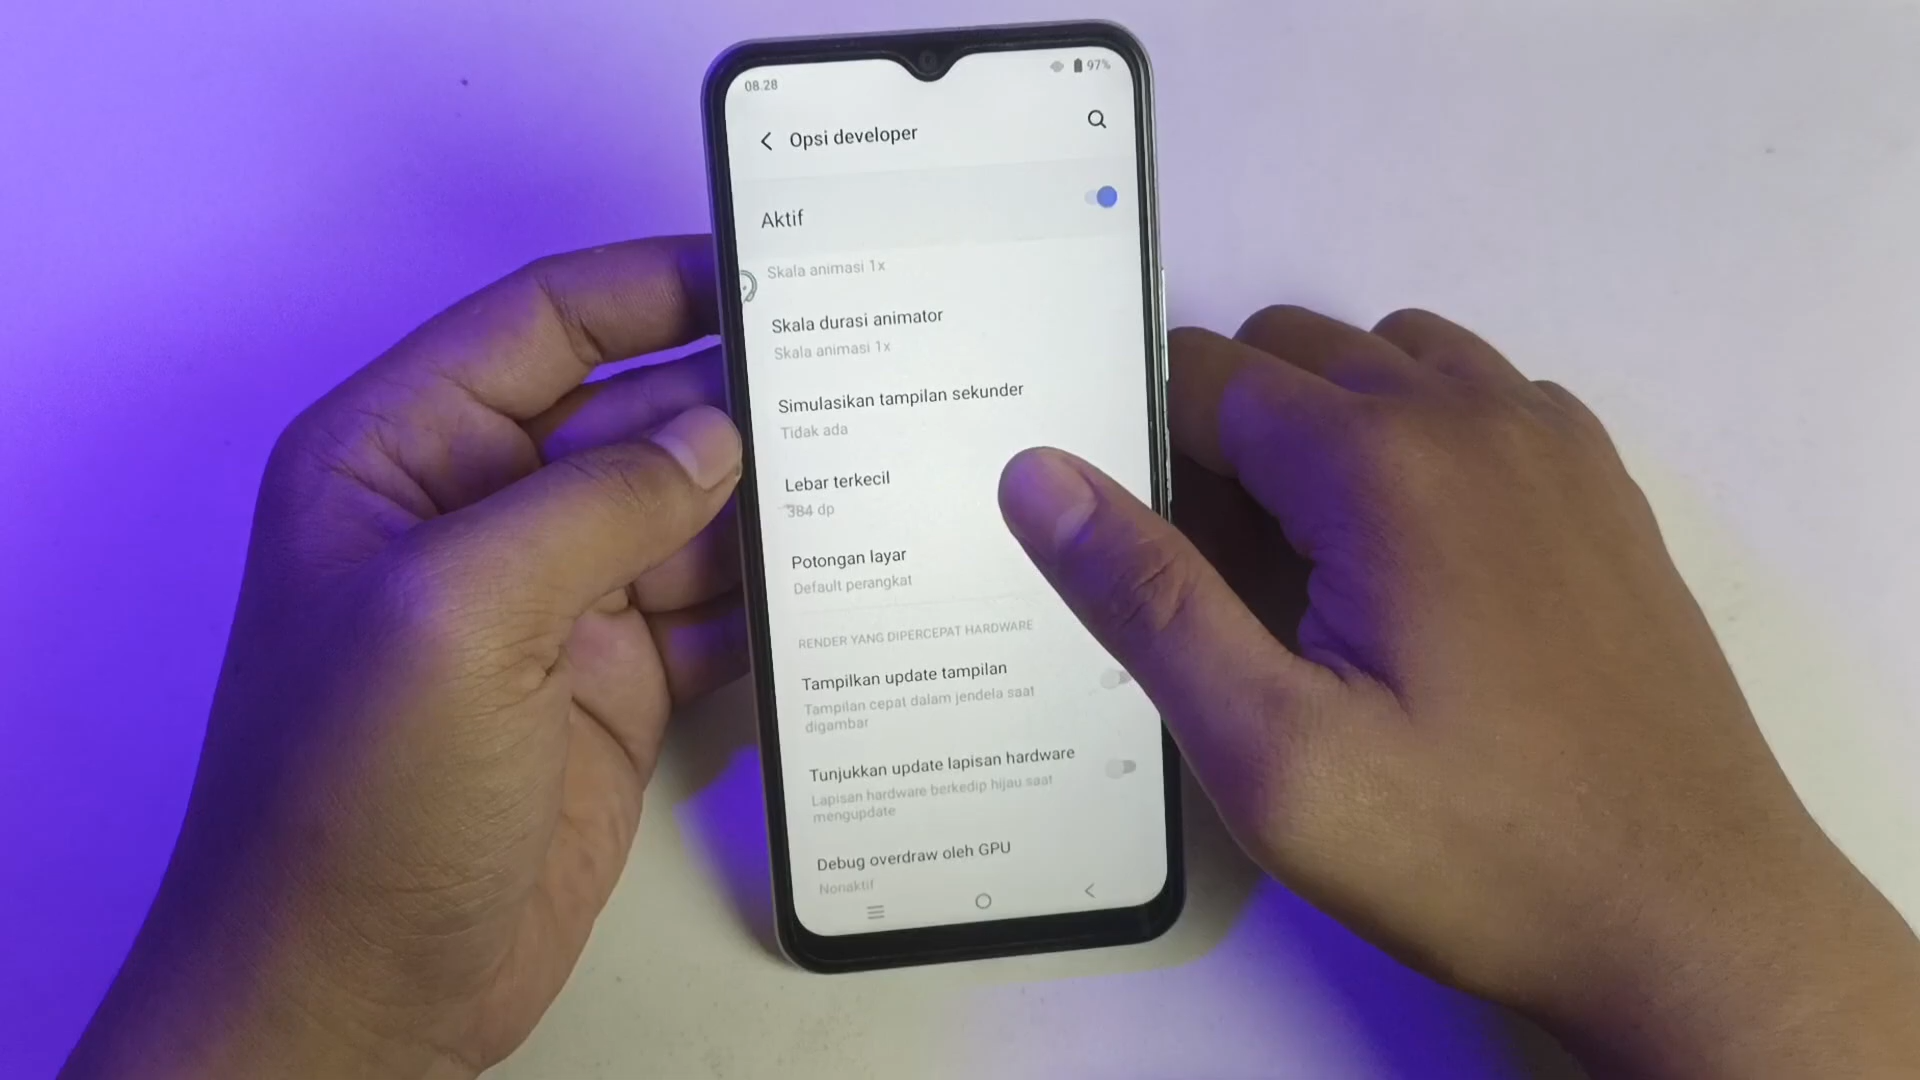 08.28
97%
Opsi developer
Aktif
Skala animasi 1x
Skala durasi animator
Skala animasi 1x
Simulasikan tampilan sekunder
Tidak ada
Lebar terkecil
384 dp
Potongan layar
Default perangkat
RENDER YANG DIPERCEPAT HARDWARE
Tampilkan update tampilan
Tampilan cepat dalam jendela saat
digambar
Tunjukkan update lapisan hardware
Lapisan hardware berkedip hijau saat
mengupdate
Debug overdraw oleh GPU
Nonaktif